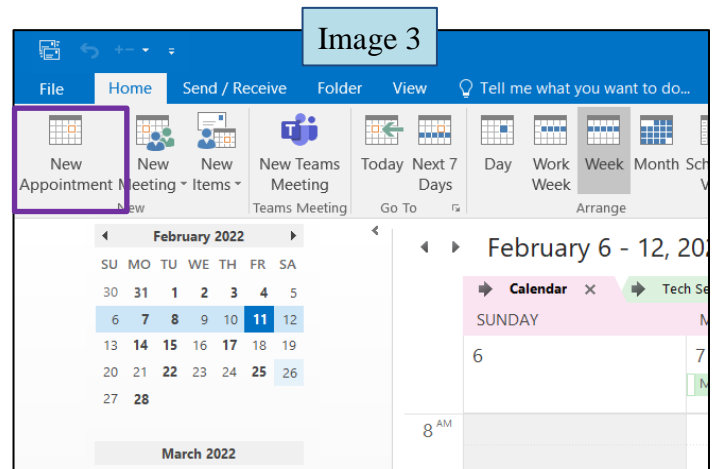 Image 3
File Home Send / Receive Folder View Tell me what you want to do...
New Appointment New Meeting New Items New Teams Meeting Today Next 7 Days Day Work Week Week Month
New Teams Meeting Go To Arrange
February 2022
SU MO TU WE TH FR SA
30 31 1 2 3 4 5
6 7 8 9 10 11 12
13 14 15 16 17 18 19
20 21 22 23 24 25 26
27 28
March 2022
February 6 - 12, 202
Calendar Tech Se
SUNDAY M
6 7
M
8 AM